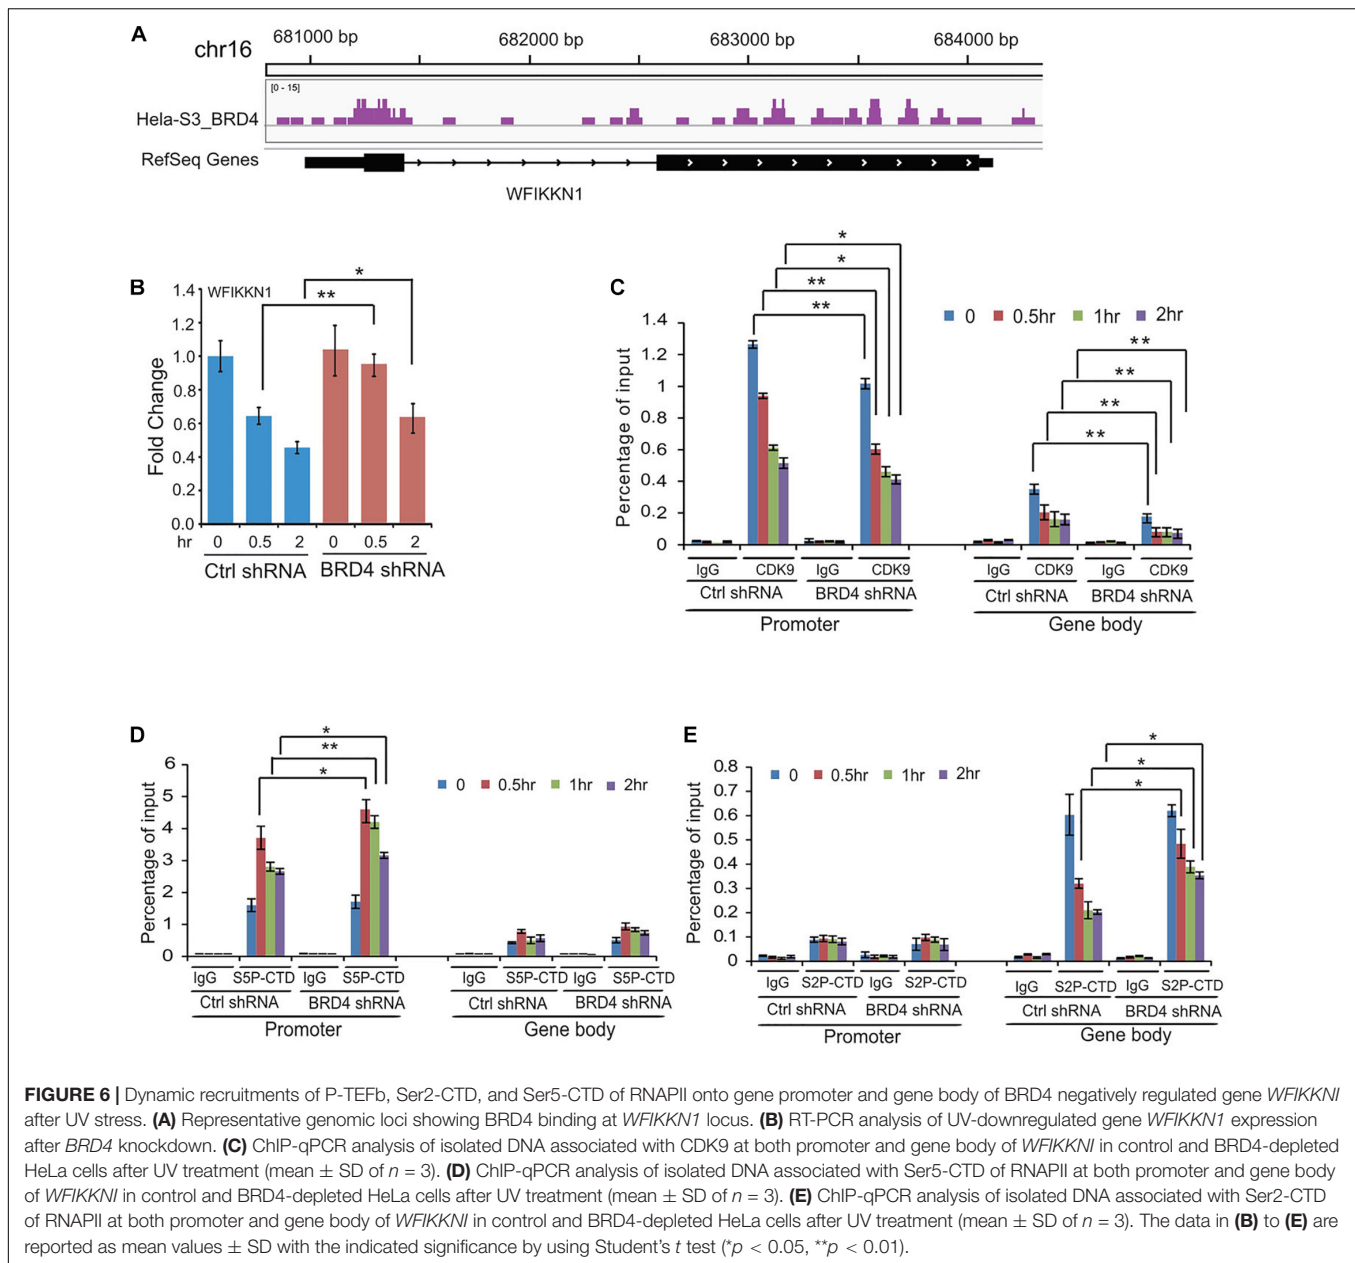 A
chr16
681000 bp 682000 bp 683000 bp 684000 bp
[0 - 15]
Hela-S3_BRD4
RefSeq Genes
WFIKKN1
B
WFIKKN1
Fold Change
1.4
1.2
1.0
0.8
0.6
0.4
0.2
0.0
* **
hr 0 0.5 2 0 0.5 2
Ctrl shRNA BRD4 shRNA
C
0 0.5hr 1hr 2hr
Percentage of input
1.4
1.2
1
0.8
0.6
0.4
0.2
0
*
*
**
**
**
**
**
**
IgG CDK9 IgG CDK9 IgG CDK9 IgG CDK9
Ctrl shRNA BRD4 shRNA Ctrl shRNA BRD4 shRNA
Promoter Gene body
D
0 0.5hr 1hr 2hr
Percentage of input
6
5
4
3
2
1
0
*
**
*
IgG S5P-CTD IgG S5P-CTD IgG S5P-CTD IgG S5P-CTD
Ctrl shRNA BRD4 shRNA Ctrl shRNA BRD4 shRNA
Promoter Gene body
E
0 0.5hr 1hr 2hr
Percentage of input
0.8
0.7
0.6
0.5
0.4
0.3
0.2
0.1
0
*
*
*
IgG S2P-CTD IgG S2P-CTD IgG S2P-CTD IgG S2P-CTD
Ctrl shRNA BRD4 shRNA Ctrl shRNA BRD4 shRNA
Promoter Gene body
FIGURE 6 | Dynamic recruitments of P-TEFb, Ser2-CTD, and Ser5-CTD of RNAPII onto gene promoter and gene body of BRD4 negatively regulated gene WFIKKNI
after UV stress. (A) Representative genomic loci showing BRD4 binding at WFIKKN1 locus. (B) RT-PCR analysis of UV-downregulated gene WFIKKN1 expression
after BRD4 knockdown. (C) ChIP-qPCR analysis of isolated DNA associated with CDK9 at both promoter and gene body of WFIKKNI in control and BRD4-depleted
HeLa cells after UV treatment (mean ± SD of n = 3). (D) ChIP-qPCR analysis of isolated DNA associated with Ser5-CTD of RNAPII at both promoter and gene body
of WFIKKNI in control and BRD4-depleted HeLa cells after UV treatment (mean ± SD of n = 3). (E) ChIP-qPCR analysis of isolated DNA associated with Ser2-CTD
of RNAPII at both promoter and gene body of WFIKKNI in control and BRD4-depleted HeLa cells after UV treatment (mean ± SD of n = 3). The data in (B) to (E) are
reported as mean values ± SD with the indicated significance by using Student's t test (*p < 0.05, **p < 0.01).